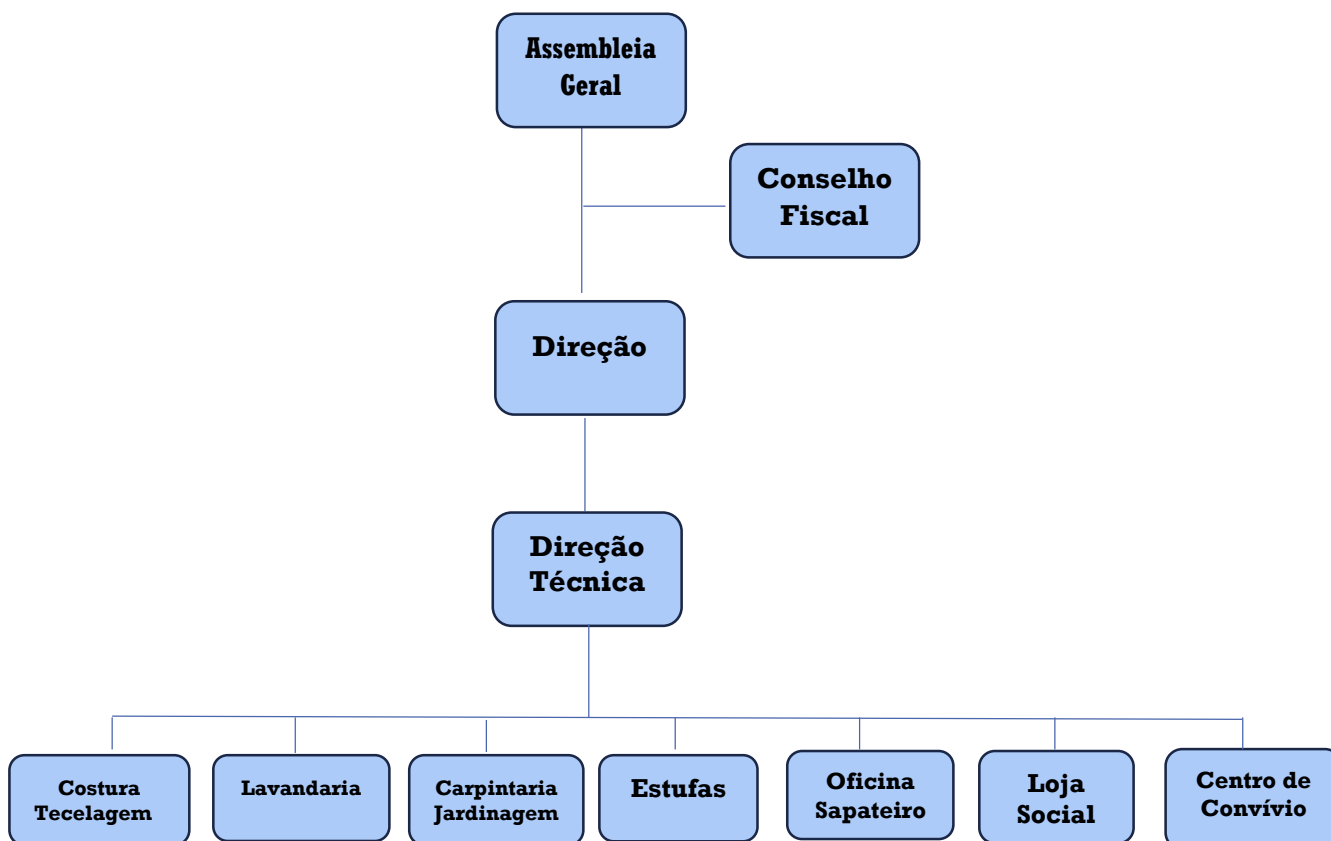 Assembleia
Geral
Conselho
Fiscal
Direção
Direção
Técnica
Costura
Tecelagem
Lavandaria
Carpintaria
Jardinagem
Estufas
Oficina
Sapateiro
Loja
Social
Centro de
Convívio